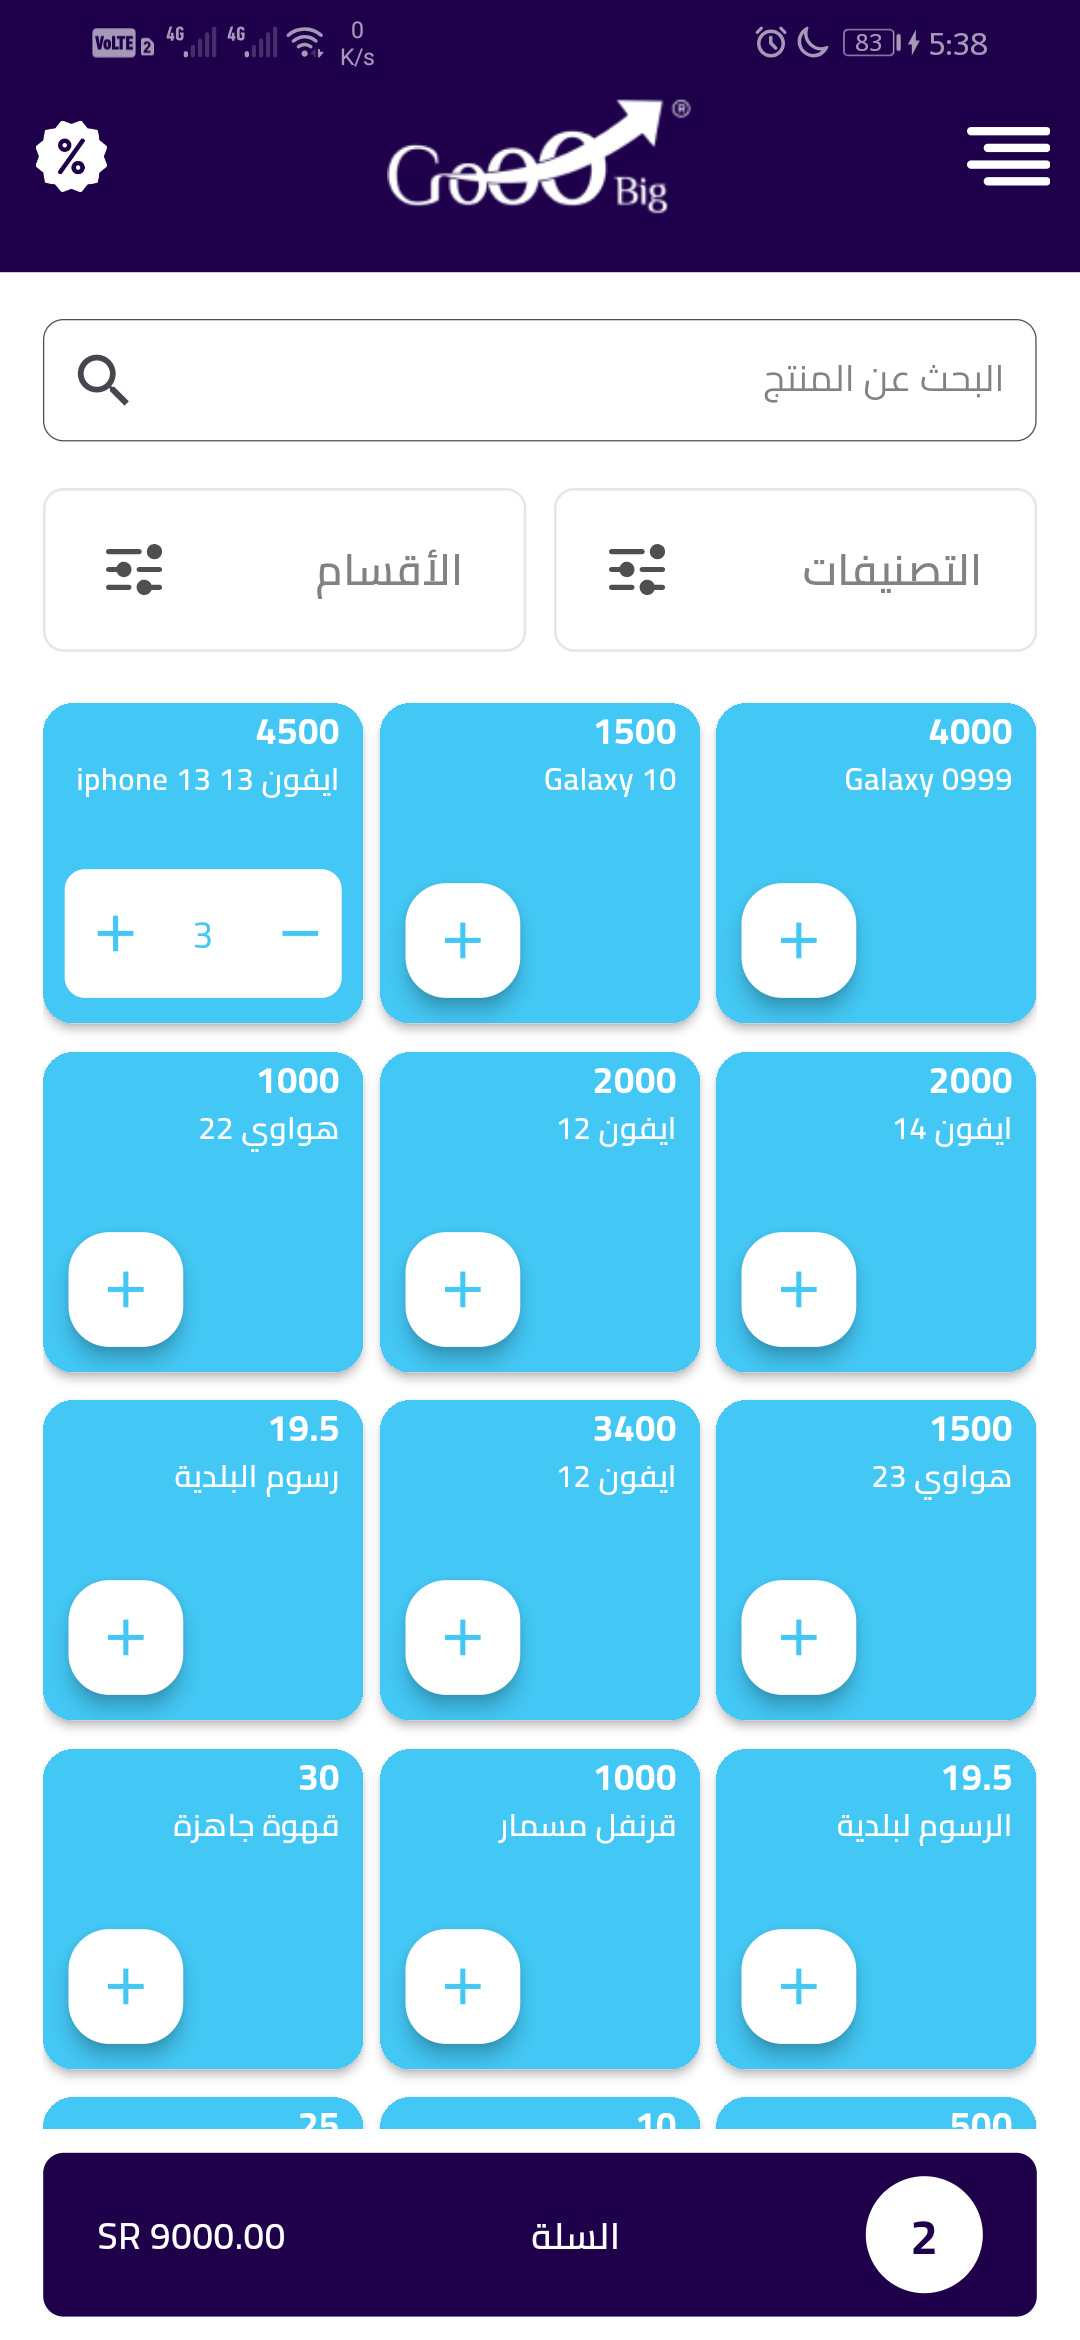 VoLTE 2 4G 4G 0 K/s 83 5:38
GoOO Big ®
البحث عن المنتج
التصنيفات
الأقسام
4000
Galaxy 0999
1500
Galaxy 10
4500
ايفون 13 iphone 13
+
+
+ 3 −
2000
ايفون 14
2000
ايفون 12
1000
هواوي 22
+
+
+
1500
هواوي 23
3400
ايفون 12
19.5
رسوم البلدية
+
+
+
19.5
الرسوم لبلدية
1000
قرنفل مسمار
30
قهوة جاهزة
+
+
+
500
10
25
2
السلة
SR 9000.00